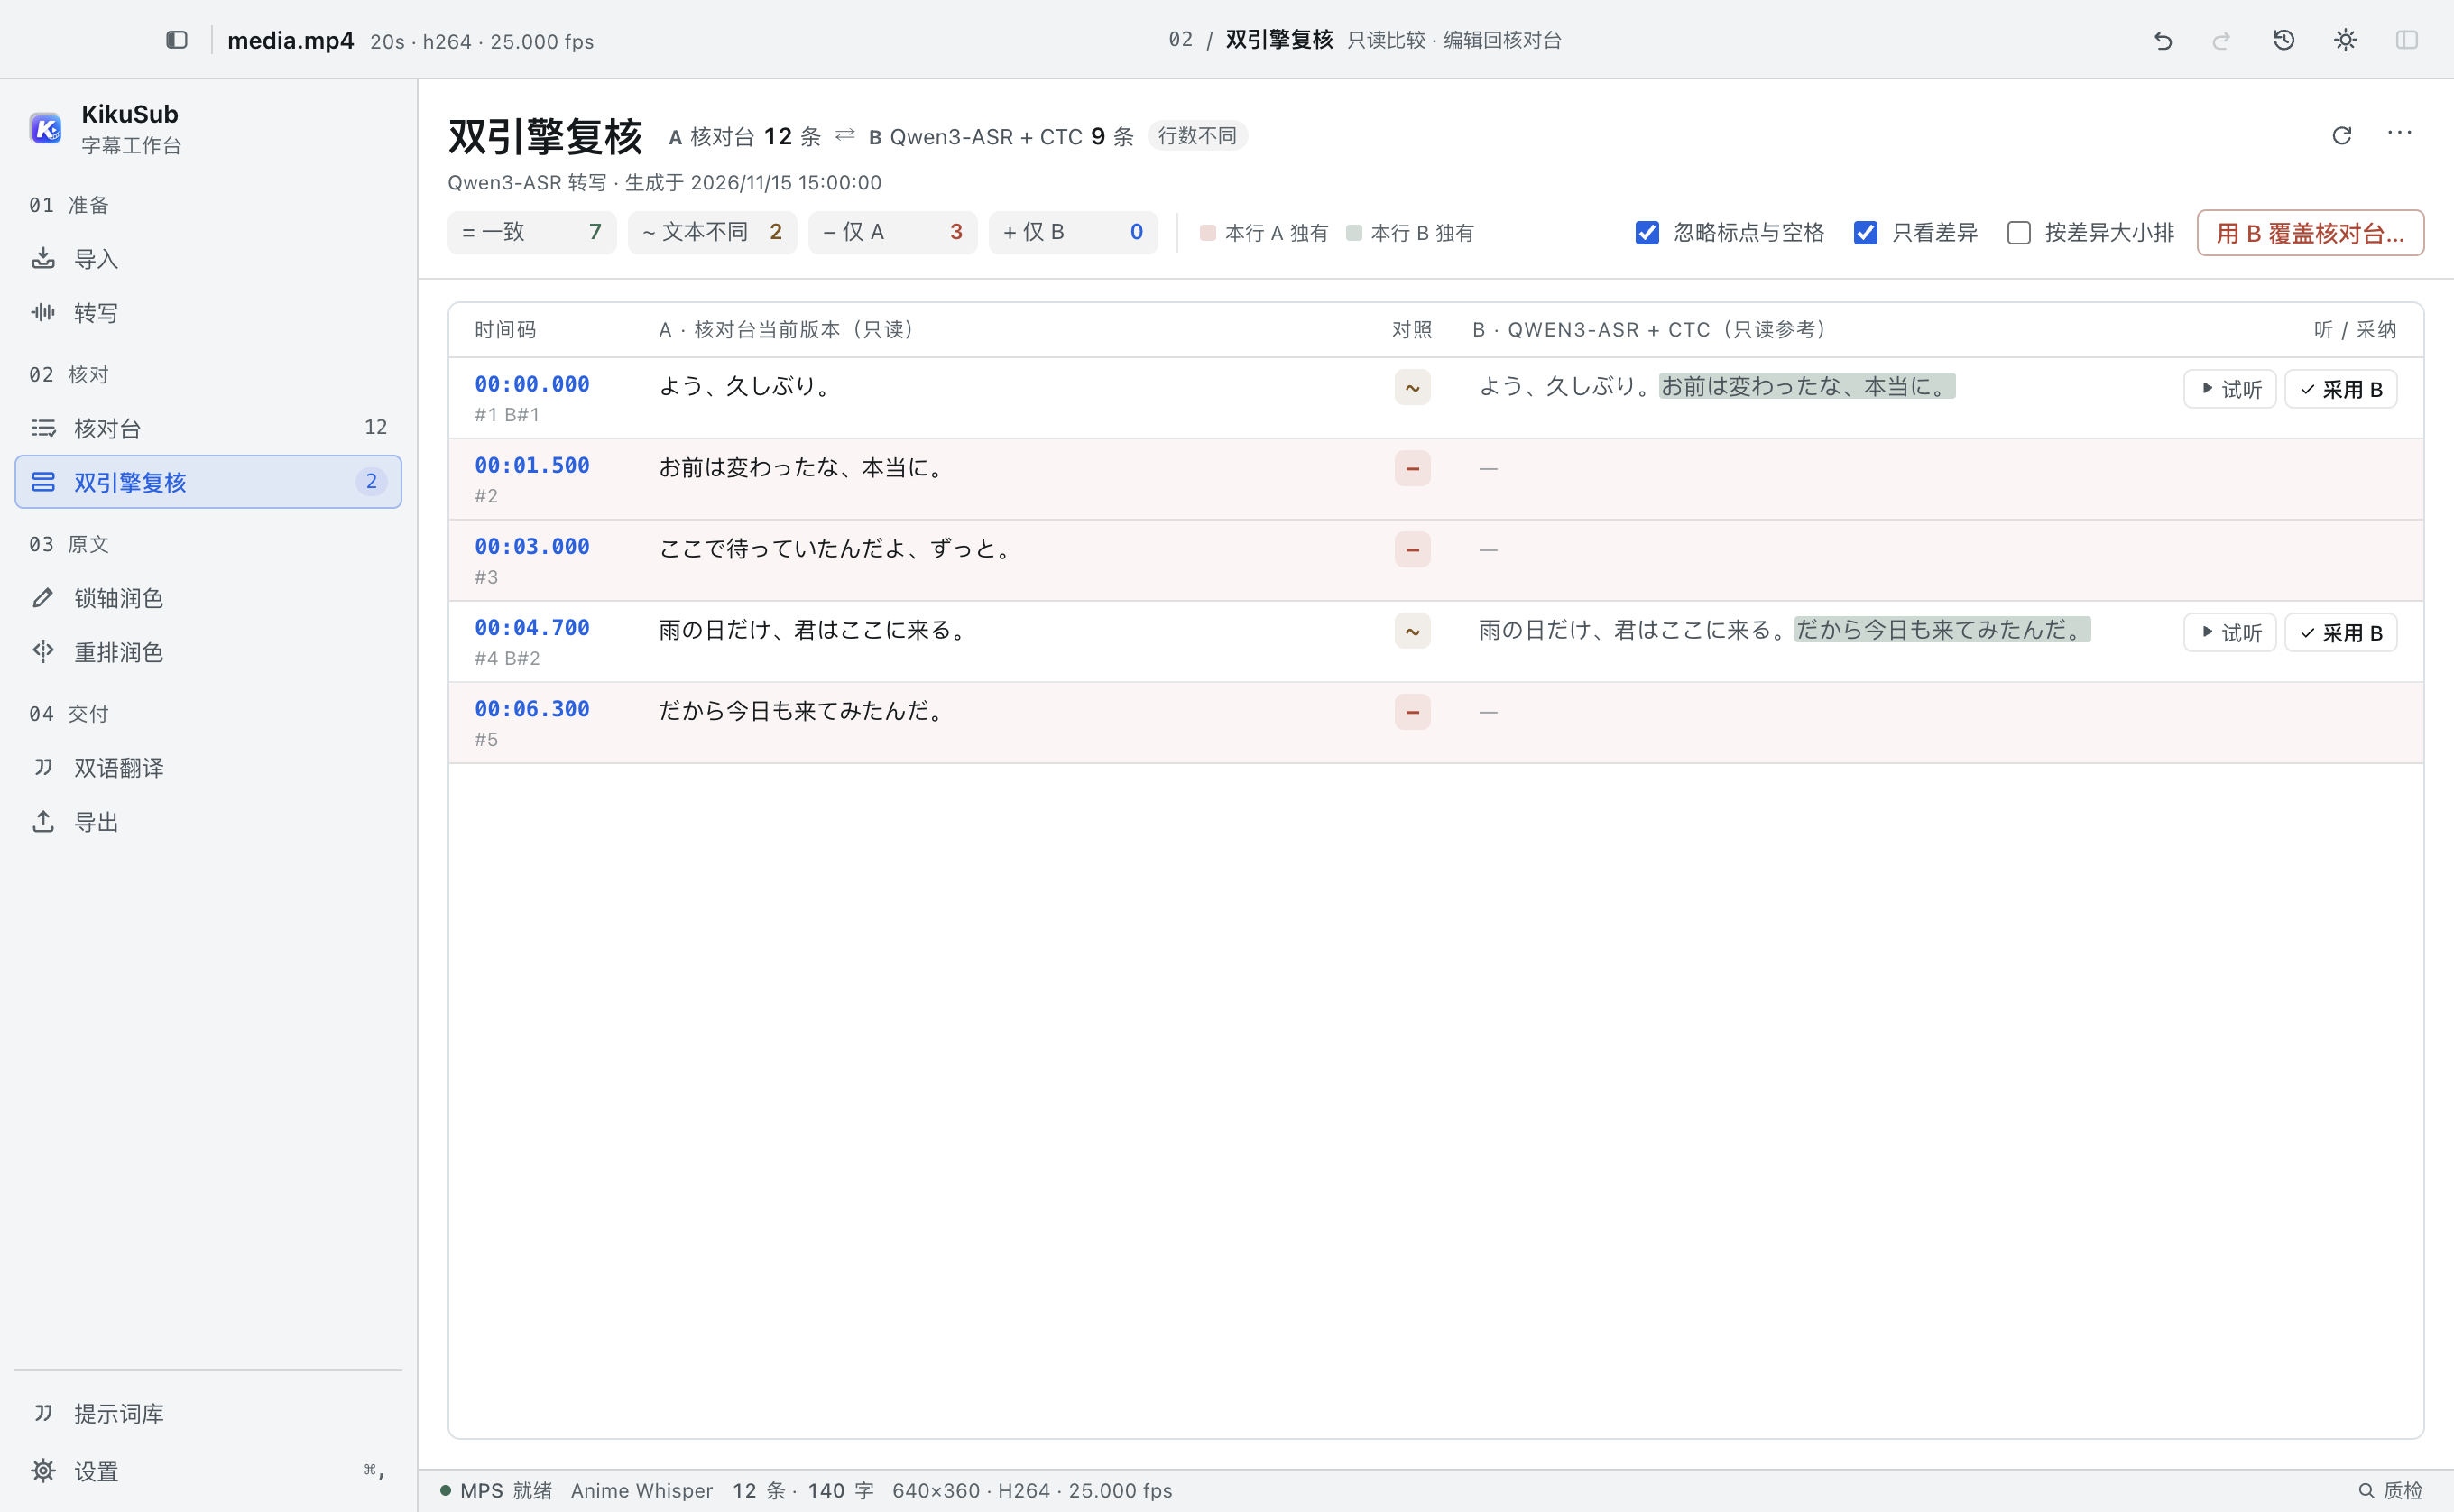 media.mp4 20s · h264 · 25.000 fps
02 / 双引擎复核 只读比较 · 编辑回核对台
KikuSub
字幕工作台
01 准备
导入
转写
02 核对
核对台 12
双引擎复核 2
03 原文
锁轴润色
重排润色
04 交付
双语翻译
导出
提示词库
设置 ⌘,
双引擎复核 A 核对台 12 条 ⇄ B Qwen3-ASR + CTC 9 条 行数不同 ···
Qwen3-ASR 转写 · 生成于 2026/11/15 15:00:00
= 一致 7 ~ 文本不同 2 − 仅 A 3 + 仅 B 0 本行 A 独有 本行 B 独有 忽略标点与空格 只看差异 按差异大小排 用 B 覆盖核对台...
时间码 A · 核对台当前版本（只读） 对照 B · QWEN3-ASR + CTC（只读参考） 听 / 采纳
00:00.000 よう、久しぶり。 ~ よう、久しぶり。お前は変わったな、本当に。 试听 采用 B
#1 B#1
00:01.500 お前は変わったな、本当に。 − —
#2
00:03.000 ここで待っていたんだよ、ずっと。 − —
#3
00:04.700 雨の日だけ、君はここに来る。 ~ 雨の日だけ、君はここに来る。だから今日も来てみたんだ。 试听 采用 B
#4 B#2
00:06.300 だから今日も来てみたんだ。 − —
#5
MPS 就绪 Anime Whisper 12 条 · 140 字 640×360 · H264 · 25.000 fps 质检